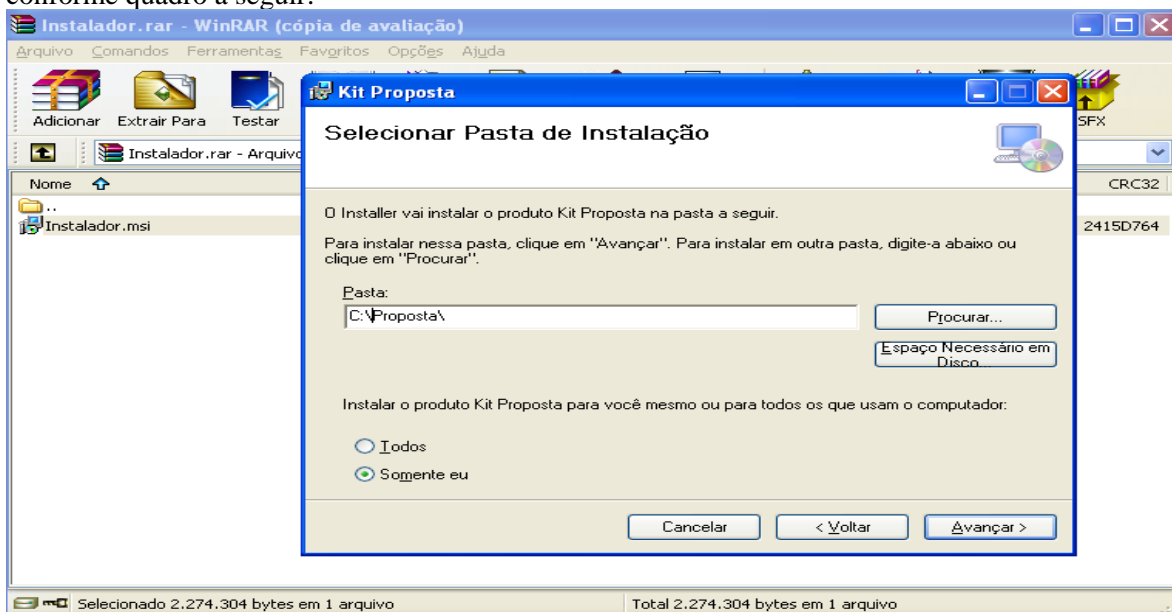 conforme quadro a seguir:
Instalador.rar - WinRAR (cópia de avaliação)
Arquivo Comandos Ferramentas Favoritos Opções Ajuda
Adicionar Extrair Para Testar SFX
Instalador.rar - Arquivo
Nome CRC32
..
Instalador.msi 2415D764
Kit Proposta
Selecionar Pasta de Instalação
O Installer vai instalar o produto Kit Proposta na pasta a seguir.
Para instalar nessa pasta, clique em "Avançar". Para instalar em outra pasta, digite-a abaixo ou
clique em "Procurar".
Pasta:
C:\Proposta\
Procurar...
Espaço Necessário em
Disco...
Instalar o produto Kit Proposta para você mesmo ou para todos os que usam o computador:
Todos
Somente eu
Cancelar < Voltar Avançar >
Selecionado 2.274.304 bytes em 1 arquivo Total 2.274.304 bytes em 1 arquivo